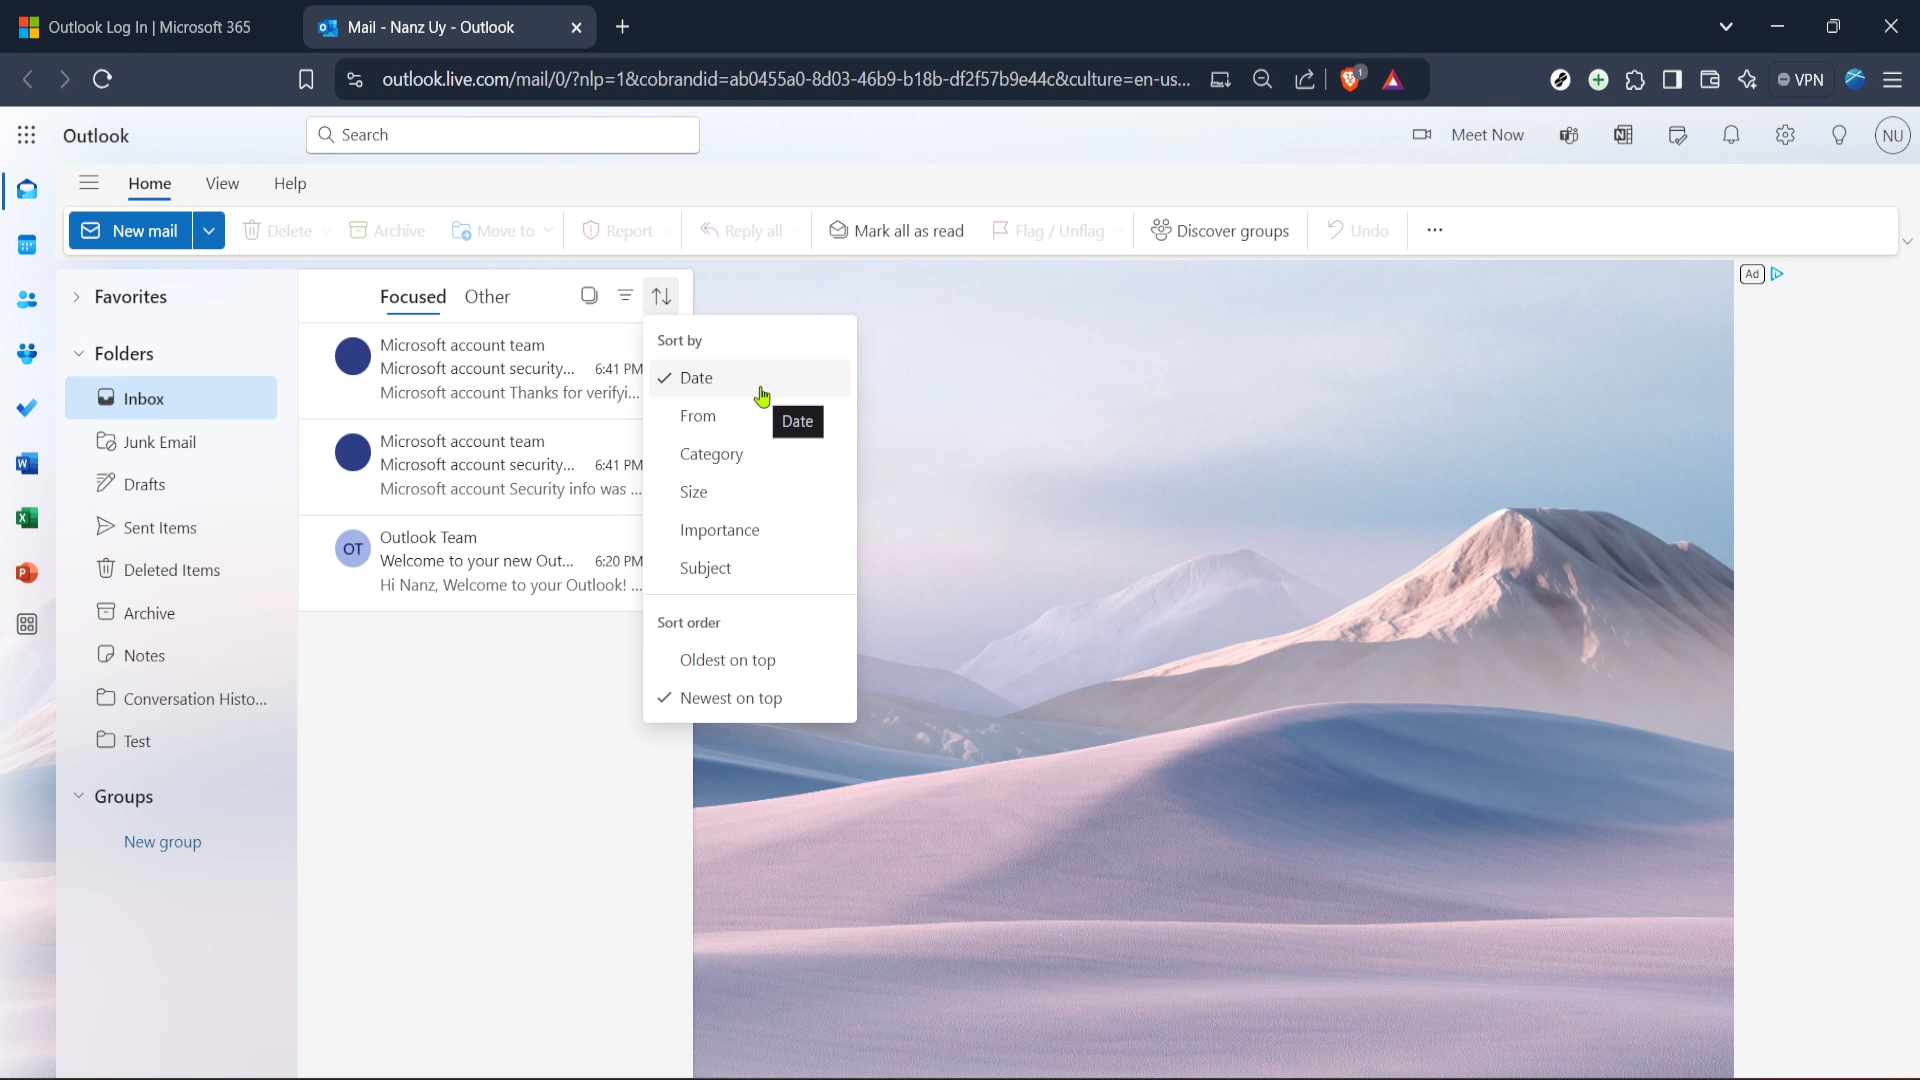 Outlook Log In | Microsoft 365
Mail - Nanz Uy - Outlook
outlook.live.com/mail/0/?nlp=1&cobrandid=ab0455a0-8d03-46b9-b18b-df2f57b9e44c&culture=en-us...
1
VPN
Outlook
Search
Meet Now
NU
Home
View
Help
New mail
Delete
Archive
Move to
Report
Reply all
Mark all as read
Flag / Unflag
Discover groups
Undo
Favorites
Folders
Inbox
Junk Email
Drafts
Sent Items
Deleted Items
Archive
Notes
Conversation Histo...
Test
Groups
New group
Focused
Other
Microsoft account team
Microsoft account security... 6:41 PM
Microsoft account Thanks for verifyi...
Microsoft account team
Microsoft account security... 6:41 PM
Microsoft account Security info was ...
OT
Outlook Team
Welcome to your new Out... 6:20 PM
Hi Nanz, Welcome to your Outlook! ...
Sort by
Date
From
Date
Category
Size
Importance
Subject
Sort order
Oldest on top
Newest on top
Ad